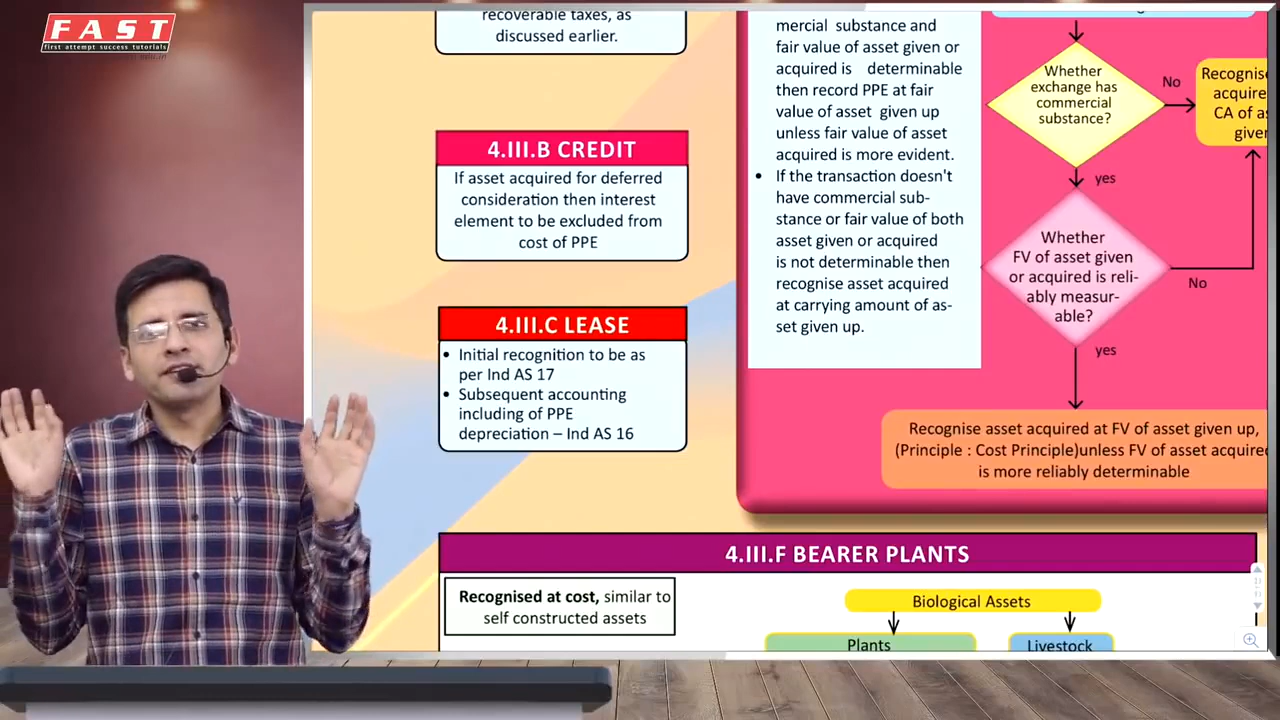 FAST
first attempt success tutorials
recoverable taxes, as
discussed earlier.
4.III.B CREDIT
If asset acquired for deferred
consideration then interest
element to be excluded from
cost of PPE
4.III.C LEASE
• Initial recognition to be as
per Ind AS 17
• Subsequent accounting
including of PPE
depreciation – Ind AS 16
mercial substance and
fair value of asset given or
acquired is determinable
then record PPE at fair
value of asset given up
unless fair value of asset
acquired is more evident.
• If the transaction doesn't
have commercial sub-
stance or fair value of both
asset given or acquired
is not determinable then
recognise asset acquired
at carrying amount of as-
set given up.
Whether
exchange has
commercial
substance?
No
Recognise
acquire
CA of as
given
yes
Whether
FV of asset given
or acquired is reli-
ably measur-
able?
No
yes
Recognise asset acquired at FV of asset given up,
(Principle : Cost Principle)unless FV of asset acquired
is more reliably determinable
4.III.F BEARER PLANTS
Recognised at cost, similar to
self constructed assets
Biological Assets
Plants
Livestock